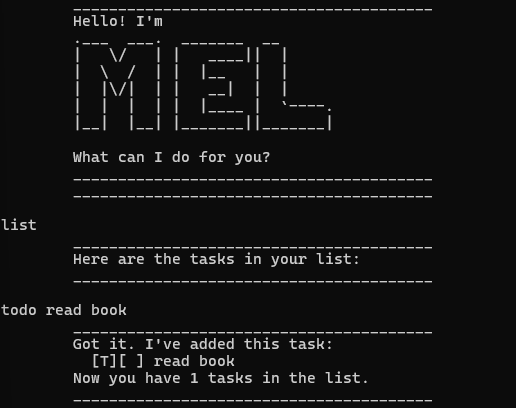 Hello! I'm
MEL
What can I do for you?
list
Here are the tasks in your list:
todo read book
Got it. I've added this task:
[T][ ] read book
Now you have 1 tasks in the list.